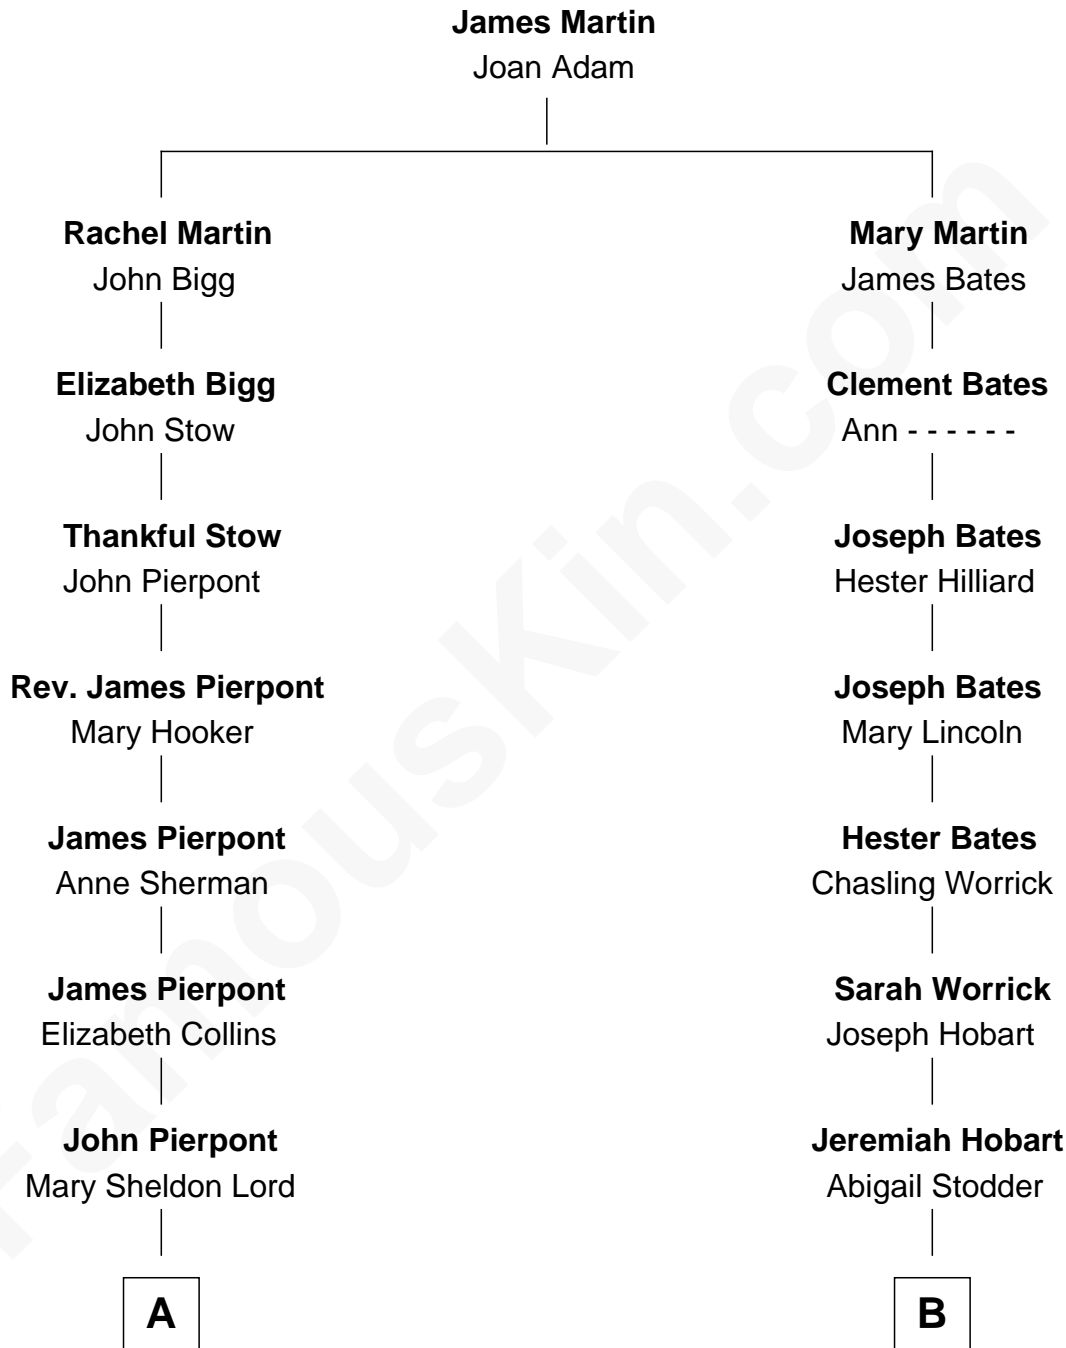 James Martin
Joan Adam
Rachel Martin
John Bigg
Mary Martin
James Bates
Elizabeth Bigg
John Stow
Clement Bates
Ann - - - - - -
Thankful Stow
John Pierpont
Joseph Bates
Hester Hilliard
Rev. James Pierpont
Mary Hooker
Joseph Bates
Mary Lincoln
James Pierpont
Anne Sherman
Hester Bates
Chasling Worrick
James Pierpont
Elizabeth Collins
Sarah Worrick
Joseph Hobart
John Pierpont
Mary Sheldon Lord
Jeremiah Hobart
Abigail Stodder
A
B
FamousKin.com